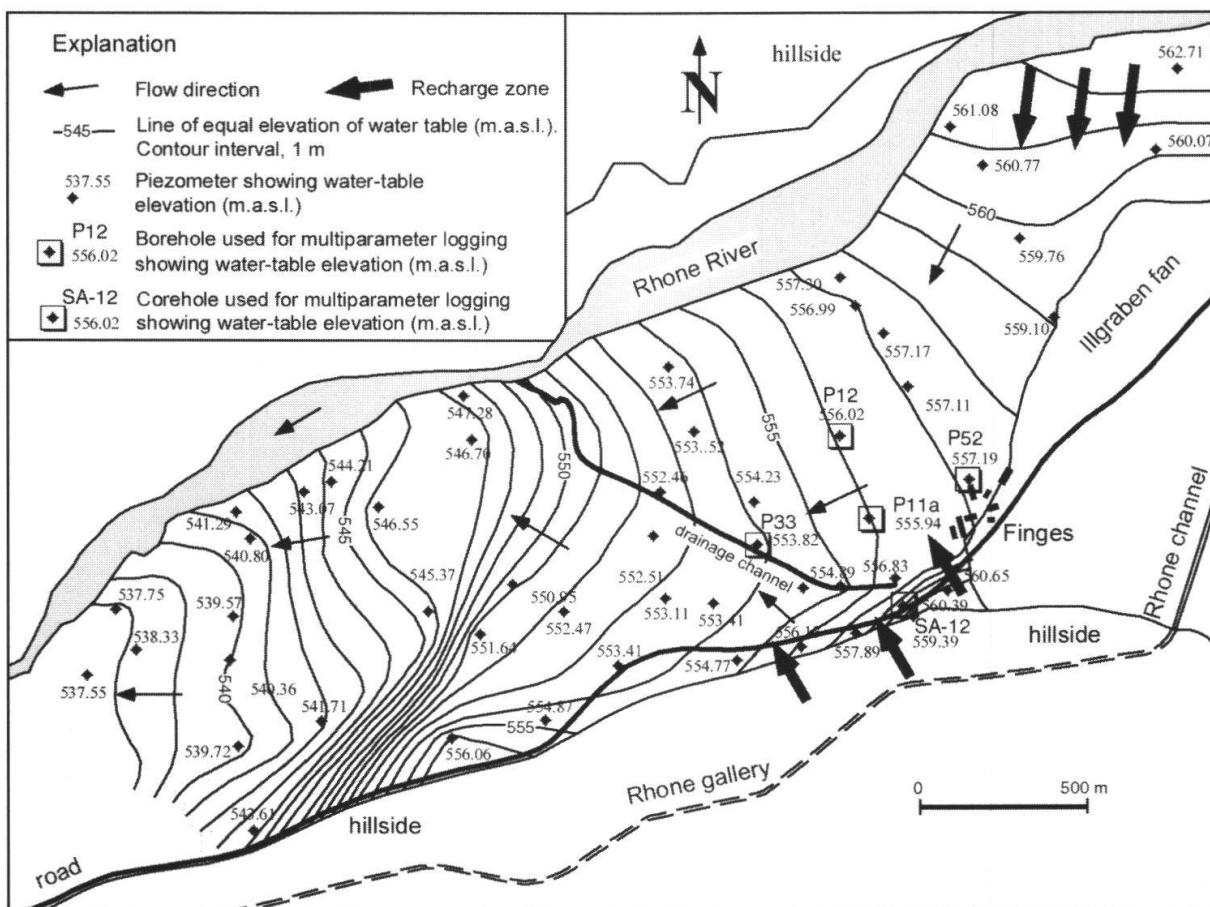 Explanation
Flow direction
Recharge zone
-545- Line of equal elevation of water table (m.a.s.l.).
Contour interval, 1 m
537.55 Piezometer showing water-table
elevation (m.a.s.l.)
P12
556.02
Borehole used for multiparameter logging
showing water-table elevation (m.a.s.l.)
SA-12
556.02
Corehole used for multiparameter logging
showing water-table elevation (m.a.s.l.)
hillside
N
562.71
561.08
560.77
560.07
560
559.76
559.10
Illgraben fan
Rhone River
557.30
556.99
557.17
557.11
553.74
553..52
P12
556.02
555
P52
557.19
547.28
546.70
550
552.46
554.23
P11a
555.94
P33
553.82
drainage channel
Finges
Rhone channel
544.21
543.07
541.29
540.80
545
546.55
545.37
554.89
556.83
560.65
560.39
SA-12
559.39
hillside
552.51
553.11
553.41
557.89
554.77
550.95
552.47
551.64
553.41
537.75
538.33
537.55
539.57
540
540.36
541.71
539.72
554.87
555
556.06
543.61
hillside
road
Rhone gallery
0 500 m